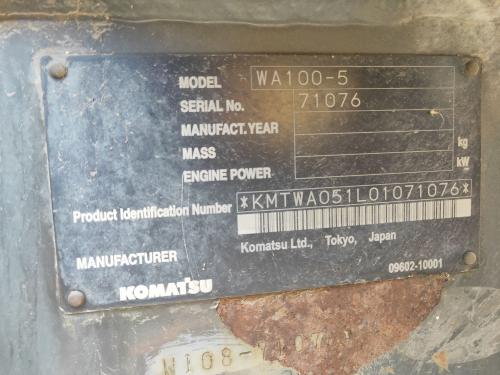 MODEL WA100-5
SERIAL No. 71076
MANUFACT.YEAR
MASS kg
ENGINE POWER kW
Product Identification Number *KMTWA051L01071076*
MANUFACTURER Komatsu Ltd., Tokyo, Japan
KOMATSU 09602-10001
W108-